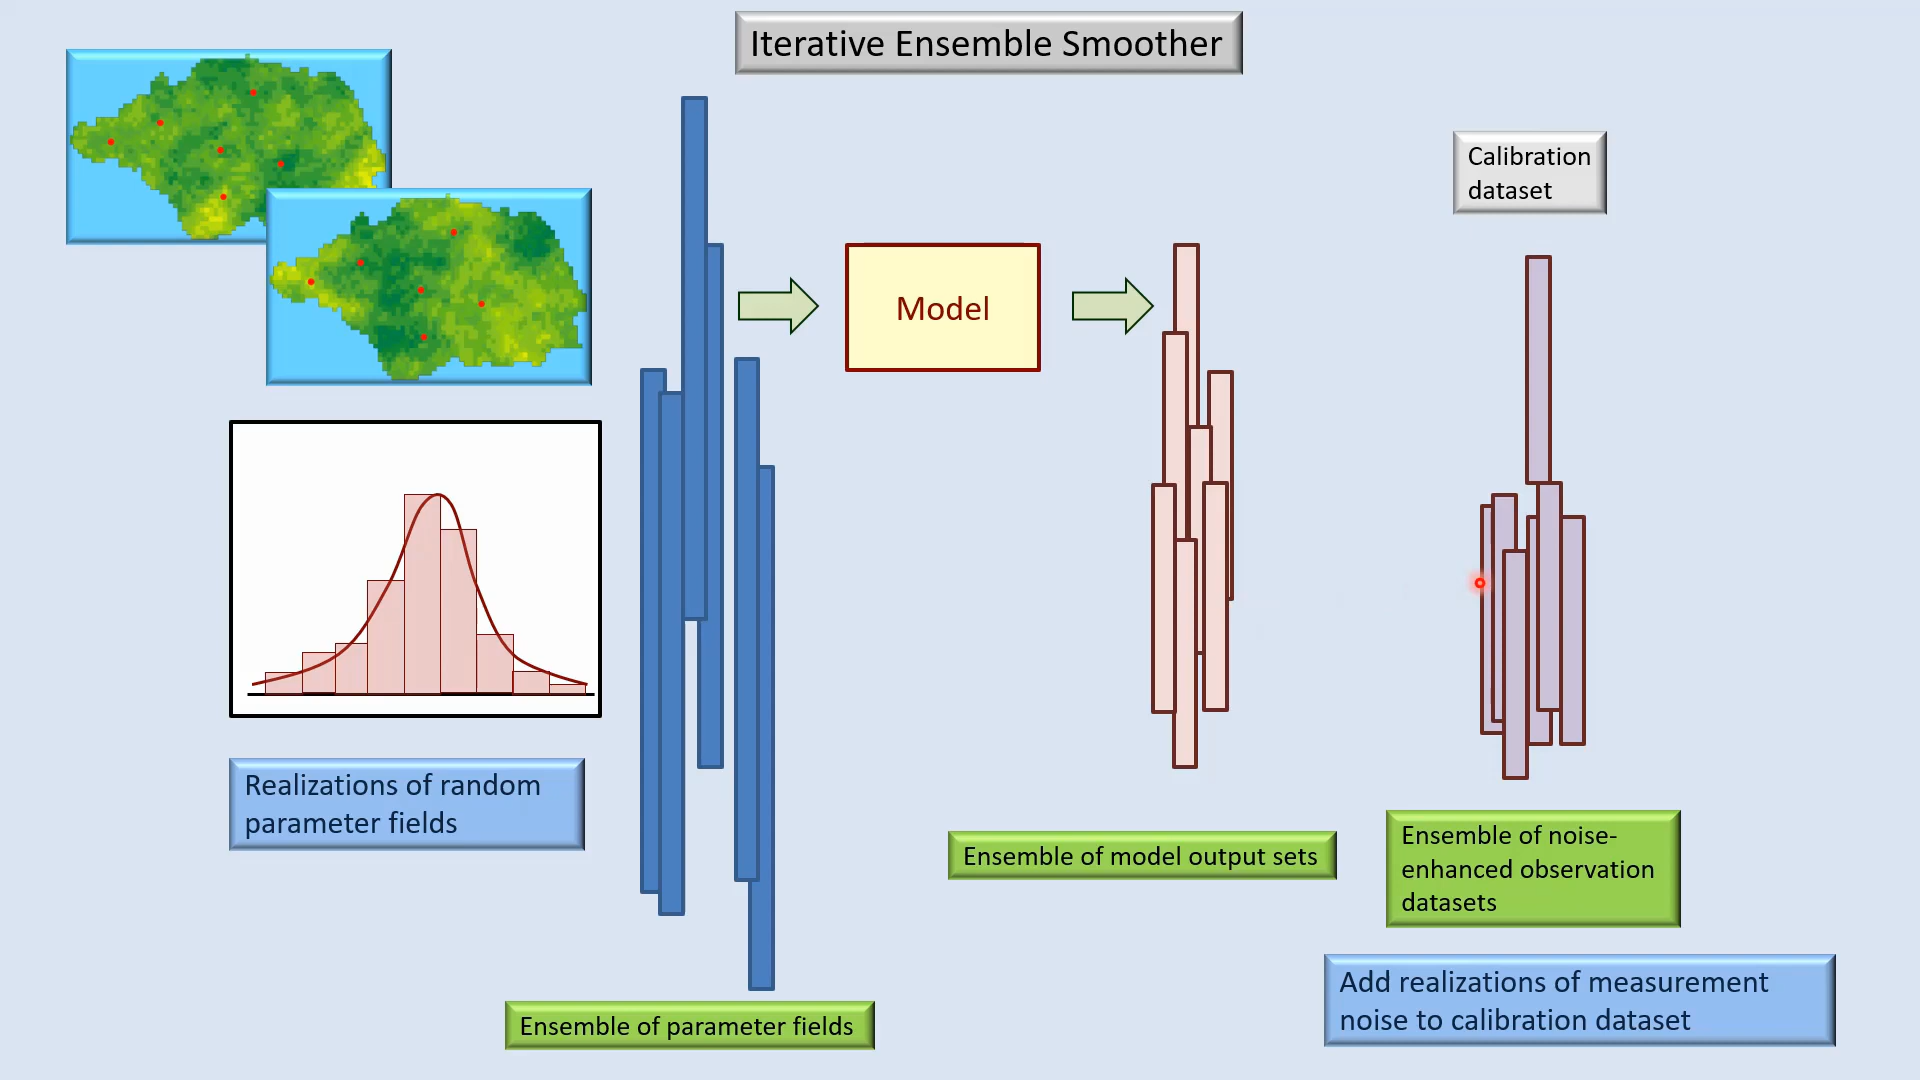 Iterative Ensemble Smoother
Calibration
dataset
Model
Realizations of random
parameter fields
Ensemble of model output sets
Ensemble of noise-
enhanced observation
datasets
Add realizations of measurement
noise to calibration dataset
Ensemble of parameter fields